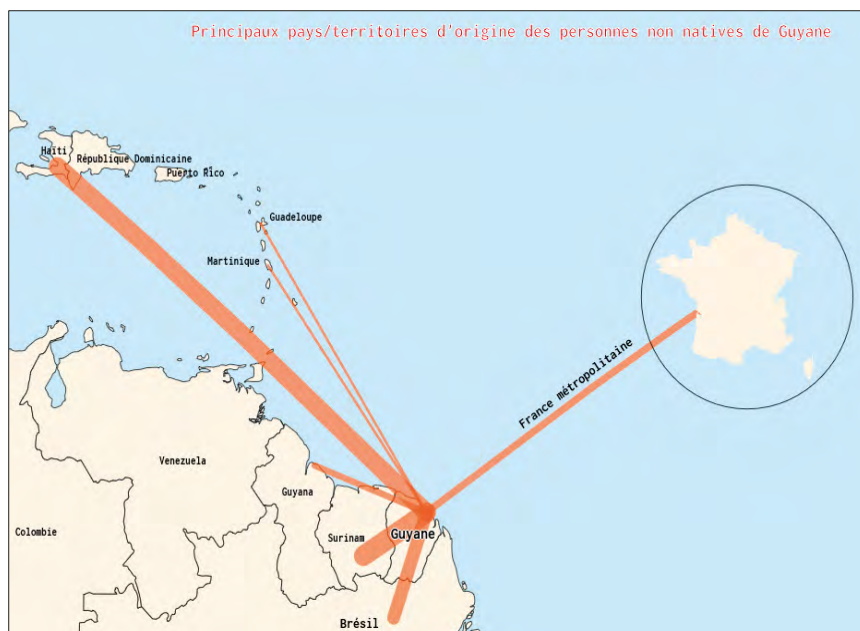 Principaux pays/territoires d'origine des personnes non natives de Guyane
Haïti
République Dominicaine
Puerto Rico
Guadeloupe
Martinique
France métropolitaine
Venezuela
Guyana
Colombie
Surinam
Guyane
Brésil